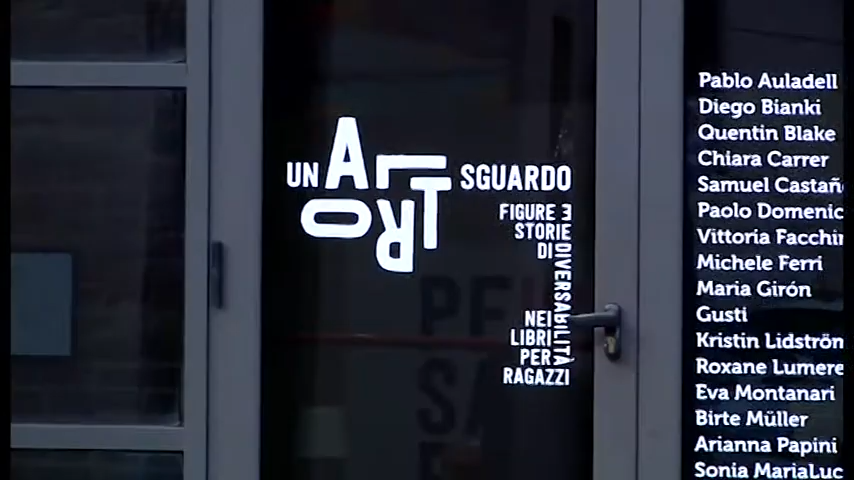 UN ALTRO SGUARDO
FIGURE E
STORIE
DI DIVERSABILITÀ
NEI
LIBRI
PER
RAGAZZI
Pablo Auladell
Diego Bianki
Quentin Blake
Chiara Carrer
Samuel Castañ
Paolo Domenic
Vittoria Facchin
Michele Ferri
Maria Girón
Gusti
Kristin Lidström
Roxane Lumere
Eva Montanari
Birte Müller
Arianna Papini
Sonia MariaLuc